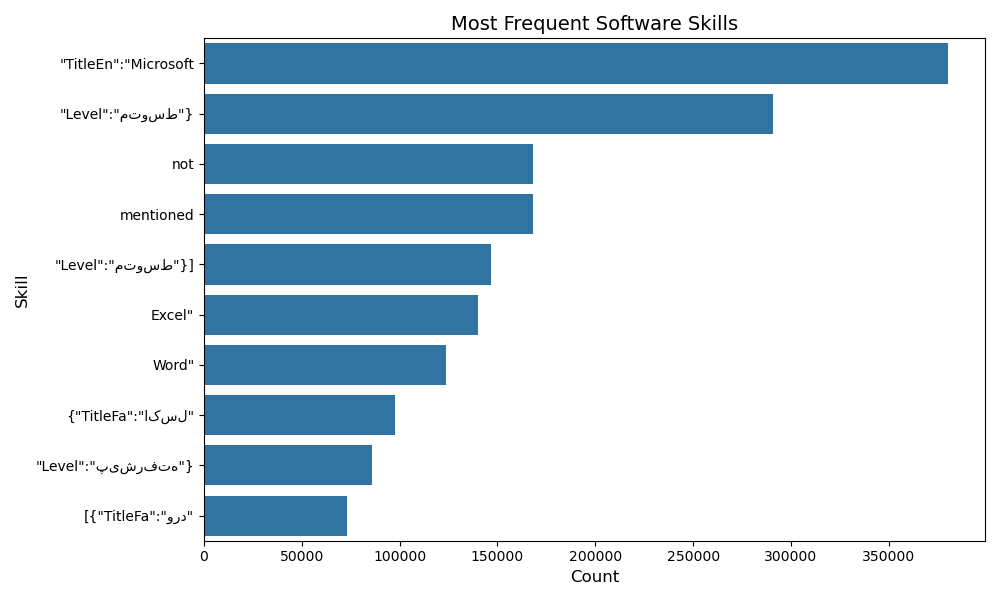 Most Frequent Software Skills
"TitleEn":"Microsoft
"Level":"متوسط"}
not
mentioned
"Level":"متوسط"}]
Excel"
Word"
{"TitleFa":"اکسل"
"Level":"پیشرفته"}
[{"TitleFa":"ورد"
Skill
0 50000 100000 150000 200000 250000 300000 350000
Count